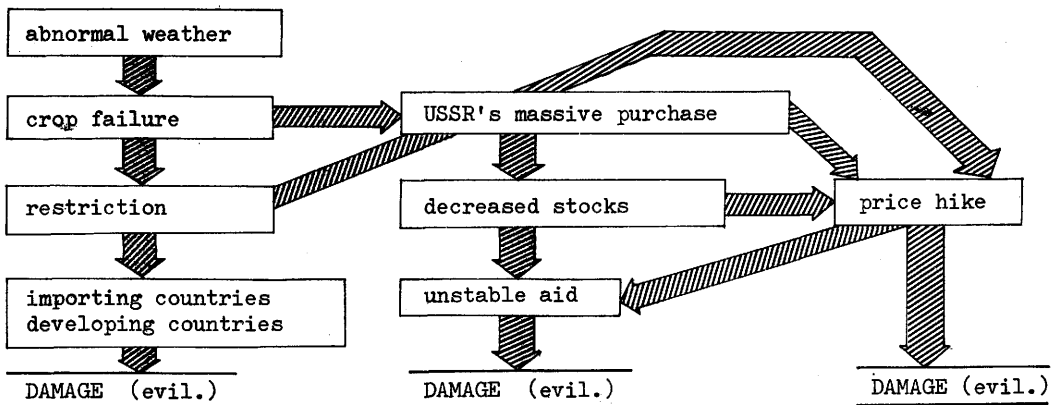 abnormal weather
crop failure
USSR's massive purchase
restriction
decreased stocks
price hike
importing countries
developing countries
unstable aid
DAMAGE (evil.)
DAMAGE (evil.)
DAMAGE (evil.)